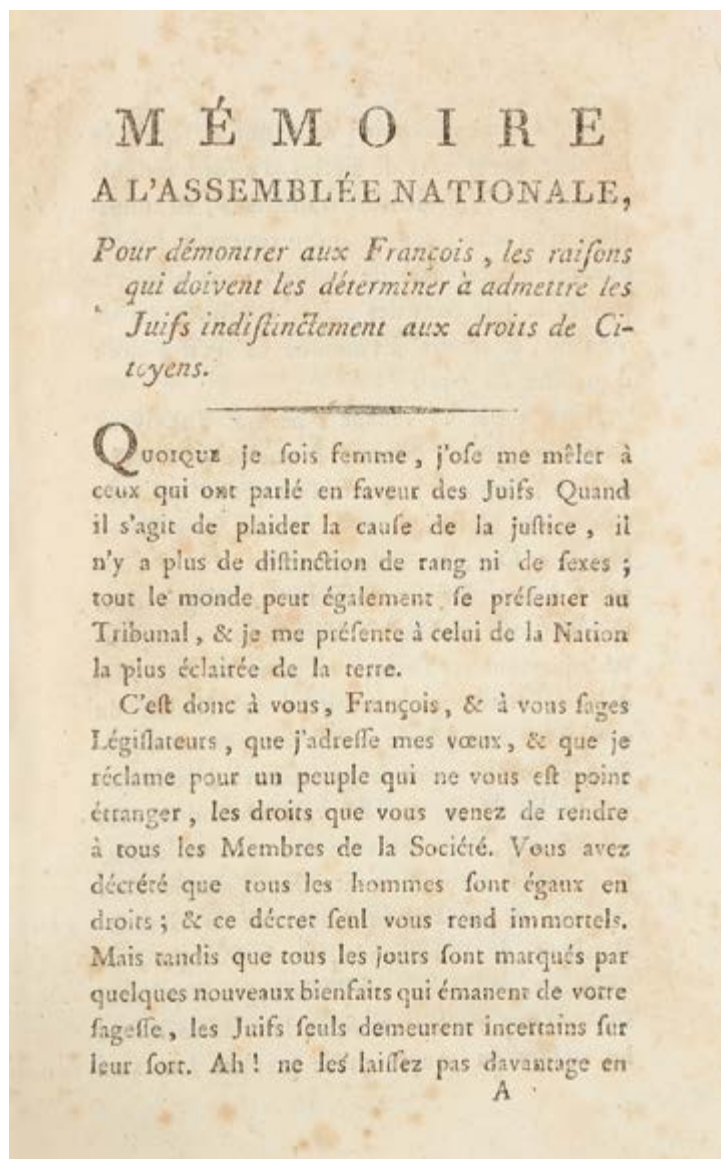 MÉMOIRE
A L'ASSEMBLÉE NATIONALE,
Pour démontrer aux François, les raiſons
qui doivent les déterminer à admettre les
Juifs indiſtinctement aux droits de Ci-
toyens.
QUOIQUE je ſois femme, j'oſe me mêler à
ceux qui ont parlé en faveur des Juifs Quand
il s'agit de plaider la cauſe de la juſtice, il
n'y a plus de diſtinction de rang ni de ſexes;
tout le monde peut également ſe préſenter au
Tribunal, & je me préſente à celui de la Nation
la plus éclairée de la terre.
C'eſt donc à vous, François, & à vous ſages
Légiſlateurs, que j'adreſſe mes vœux, & que je
réclame pour un peuple qui ne vous eſt point
étranger, les droits que vous venez de rendre
à tous les Membres de la Société. Vous avez
décrété que tous les hommes ſont égaux en
droits; & ce décret ſeul vous rend immortels.
Mais tandis que tous les jours ſont marqués par
quelques nouveaux bienfaits qui émanent de votre
ſageſſe, les Juifs ſeuls demeurent incertains ſur
leur ſort. Ah! ne les laiſſez pas davantage en
A